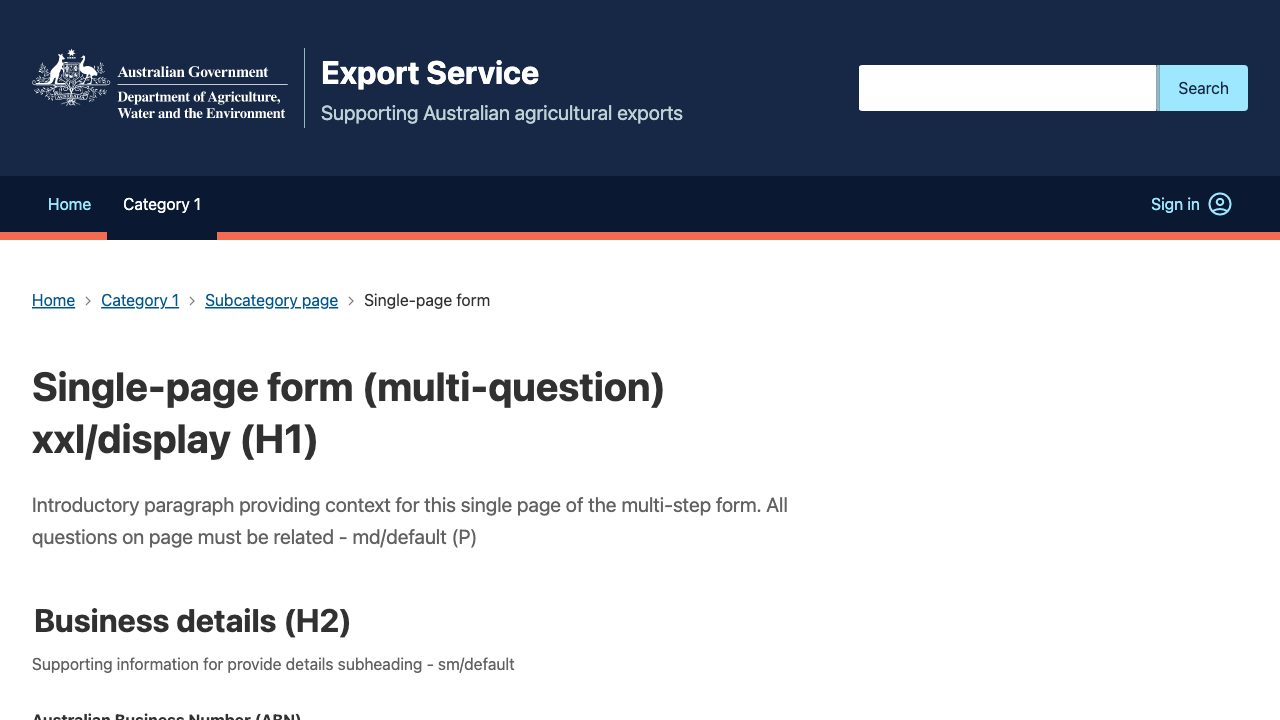 Australian Government
Department of Agriculture,
Water and the Environment
Export Service
Supporting Australian agricultural exports
Search
Home
Category 1
Sign in
Home > Category 1 > Subcategory page > Single-page form
Single-page form (multi-question)
xxl/display (H1)
Introductory paragraph providing context for this single page of the multi-step form. All
questions on page must be related - md/default (P)
Business details (H2)
Supporting information for provide details subheading - sm/default
Australian Business Number (ABN)